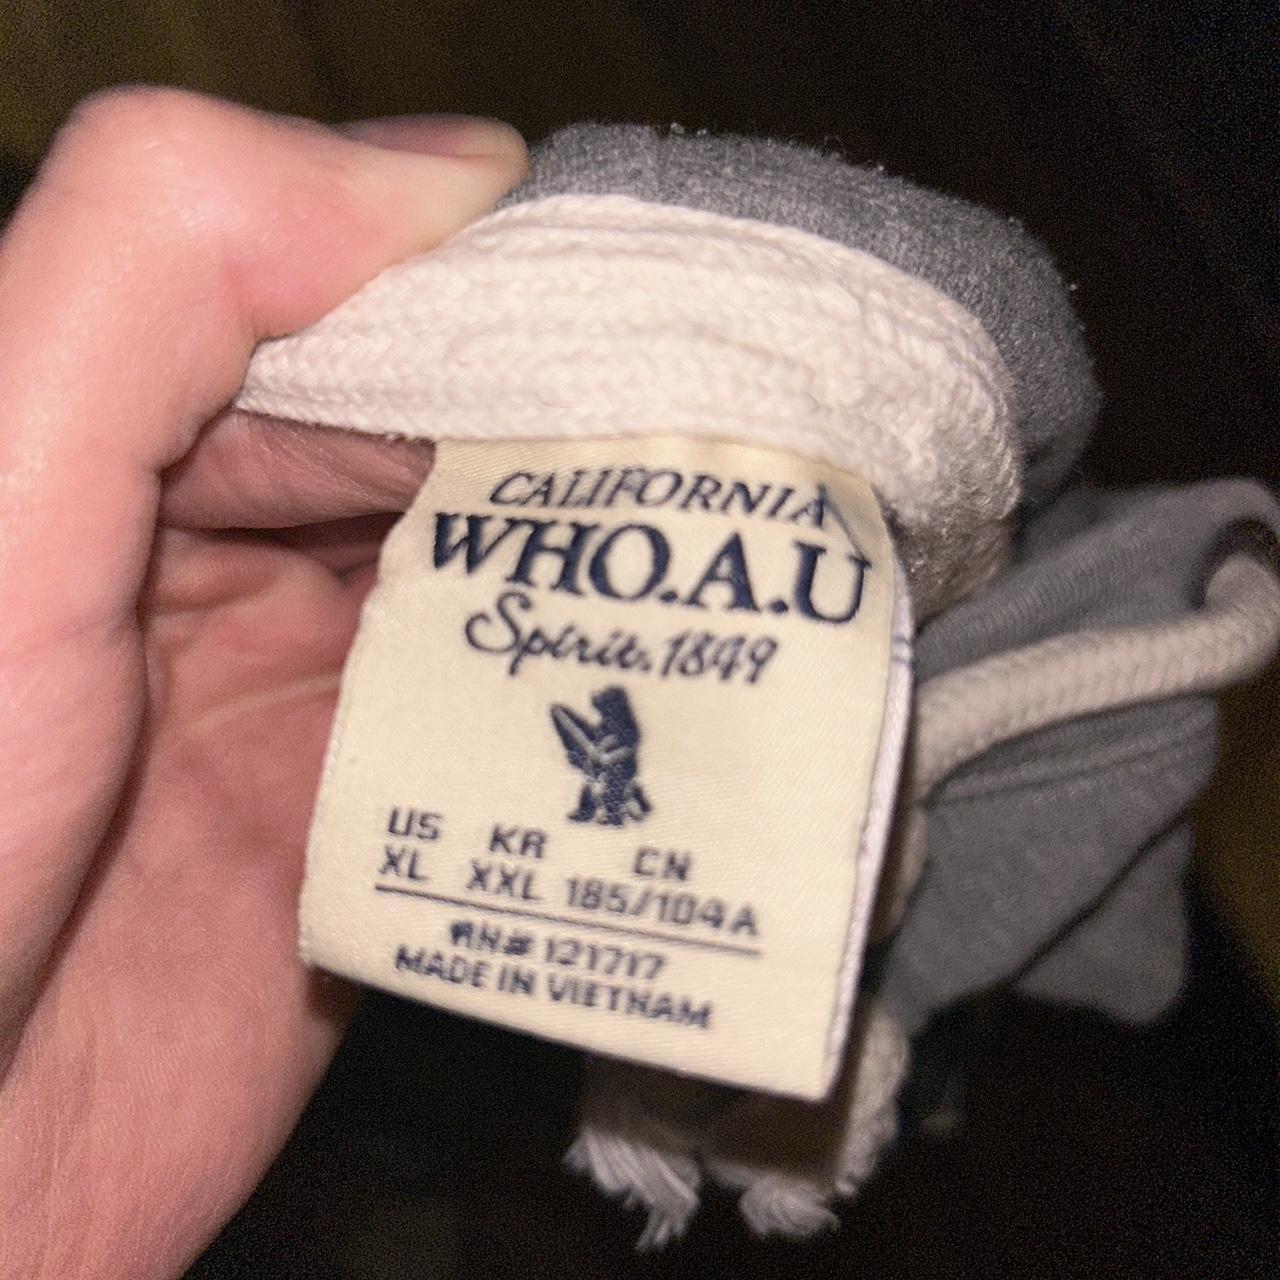 CALIFORNIA
WHO.A.U
Spirit.1849
US KR CN
XL XXL 185/104A
RN# 121717
MADE IN VIETNAM